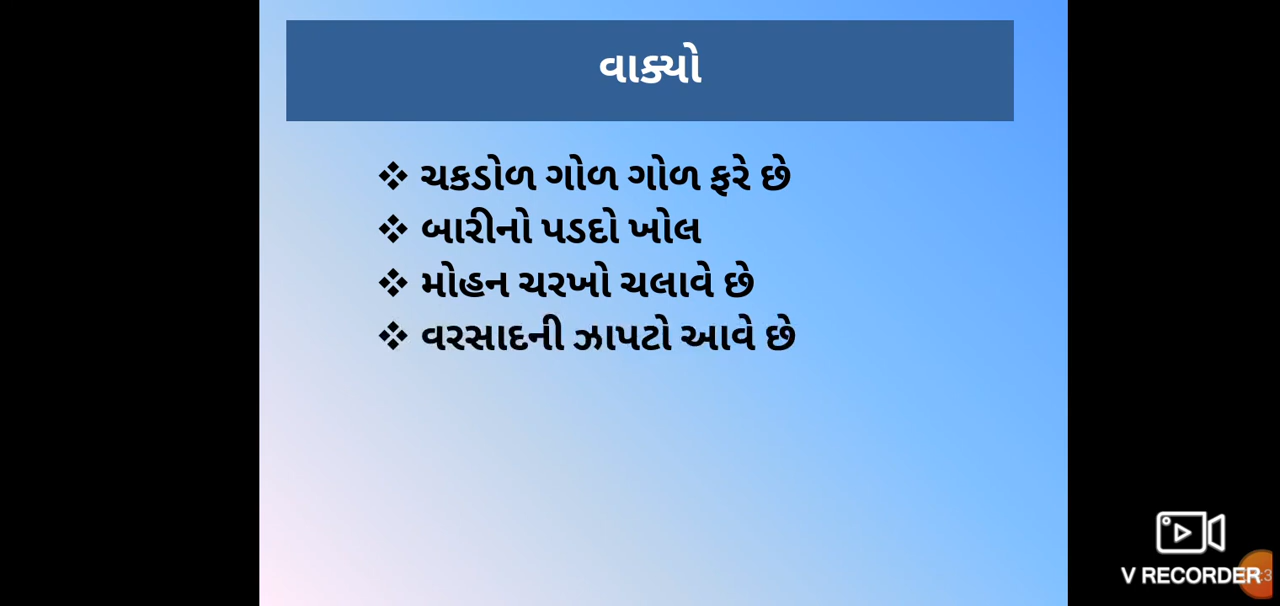 વાક્યો
❖ ચકડોળ ગોળ ગોળ ફરે છે
❖ બારીનો પડદો ખોલ
❖ મોહન ચરખો ચલાવે છે
❖ વરસાદની ઝાપટો આવે છે
V RECORDER